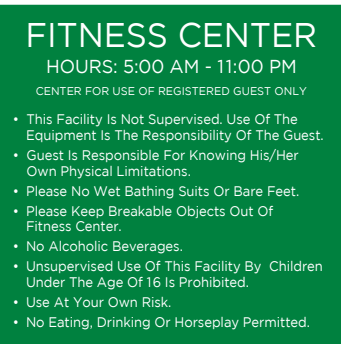 FITNESS CENTER
HOURS: 5:00 AM - 11:00 PM
CENTER FOR USE OF REGISTERED GUEST ONLY
• This Facility Is Not Supervised. Use Of The
Equipment Is The Responsibility Of The Guest.
• Guest Is Responsible For Knowing His/Her
Own Physical Limitations.
• Please No Wet Bathing Suits Or Bare Feet.
• Please Keep Breakable Objects Out Of
Fitness Center.
• No Alcoholic Beverages.
• Unsupervised Use Of This Facility By Children
Under The Age Of 16 Is Prohibited.
• Use At Your Own Risk.
• No Eating, Drinking Or Horseplay Permitted.